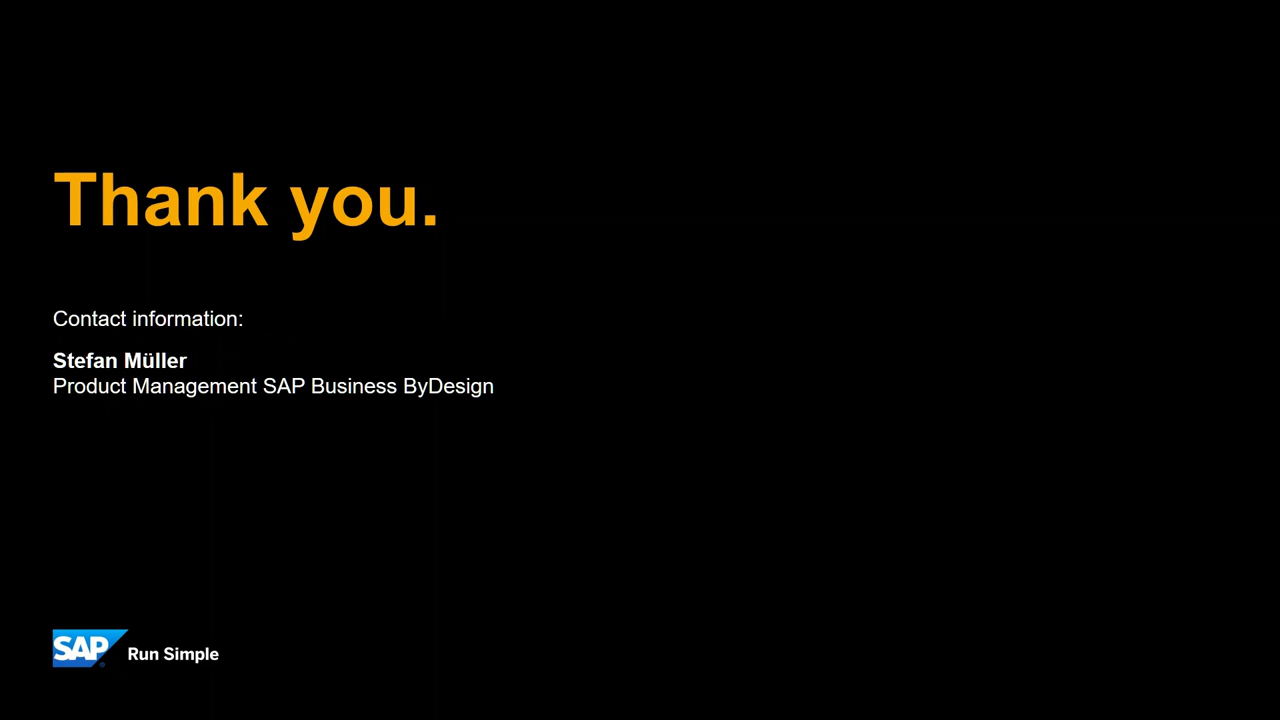 Thank you.
Contact information:
Stefan Müller
Product Management SAP Business ByDesign
SAP Run Simple